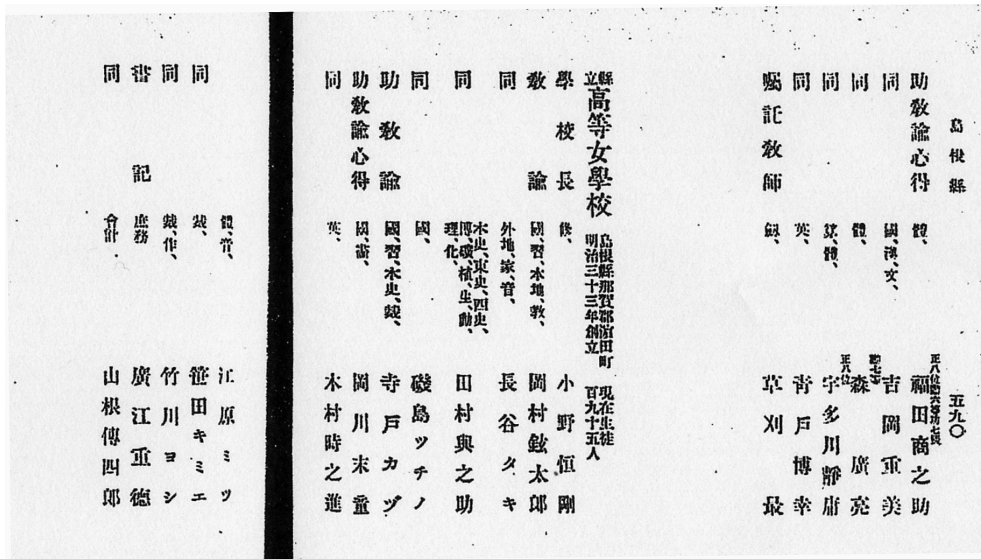 島根縣
五九〇
助敎諭心得 體、 正八位勳六等功七級 福田商之助
同 國、漢、文、 吉岡重美
同 體、 勳七等 森廣亮
同 算、體、 正八位 宇多川靜庸
同 英、 靑戸博幸
囑託敎師 劍、 草刈最
縣立高等女學校 島根縣那賀郡濱田町 明治三十三年創立 現在生徒 百九十五人
學校長 修、 小野恒剛
敎諭 國、習、本地、敎、 岡村鉉太郎
同 外地、家、音、 長谷タキ
同 本史、東史、西史、博、礦、植、生、動、理、化、 田村與之助
同 國、 磯島ツチノ
助敎諭 國、習、本史、裁、 寺戸カヅ
助敎諭心得 國、 岡川末童
同 英、 木村時之進
同 體、音、 江原ミツ
同 裁、 笹田キミエ
同 裁、作、 竹川ヨシ
書記 庶務 廣江重德
同 會計 山根傳四郎